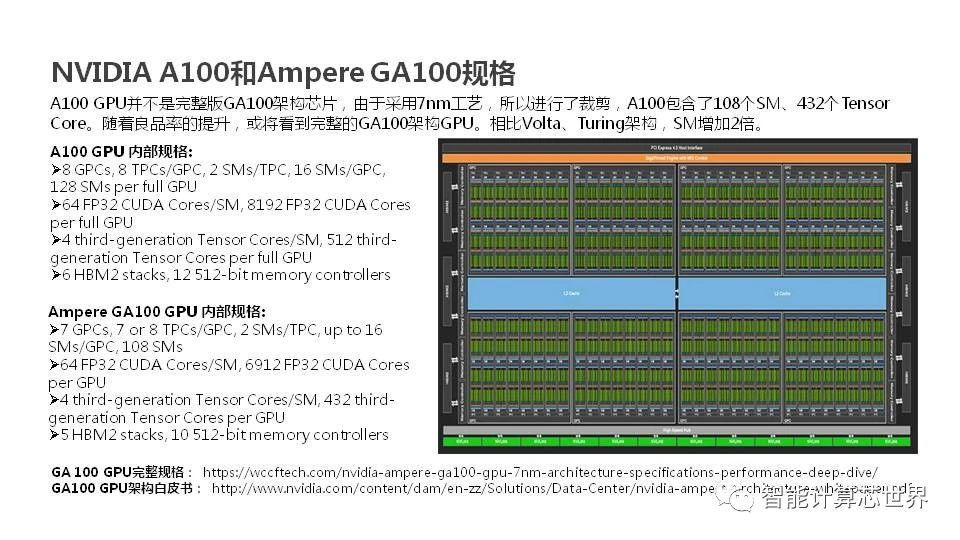 NVIDIA A100和Ampere GA100规格
A100 GPU并不是完整版GA100架构芯片，由于采用7nm工艺，所以进行了裁剪，A100包含了108个SM、432个Tensor
Core。随着良品率的提升，或将看到完整的GA100架构GPU。相比Volta、Turing架构，SM增加2倍。
A100 GPU 内部规格:
➢8 GPCs, 8 TPCs/GPC, 2 SMs/TPC, 16 SMs/GPC,
128 SMs per full GPU
➢64 FP32 CUDA Cores/SM, 8192 FP32 CUDA Cores
per full GPU
➢4 third-generation Tensor Cores/SM, 512 third-
generation Tensor Cores per full GPU
➢6 HBM2 stacks, 12 512-bit memory controllers
Ampere GA100 GPU 内部规格:
➢7 GPCs, 7 or 8 TPCs/GPC, 2 SMs/TPC, up to 16
SMs/GPC, 108 SMs
➢64 FP32 CUDA Cores/SM, 6912 FP32 CUDA Cores
per GPU
➢4 third-generation Tensor Cores/SM, 432 third-
generation Tensor Cores per GPU
➢5 HBM2 stacks, 10 512-bit memory controllers
PCI Express 4.0 Host Interface
GigaThread Engine with MIG Control
L2 Cache
L2 Cache
High-Speed Hub
NVLink NVLink NVLink NVLink NVLink NVLink NVLink NVLink NVLink NVLink NVLink NVLink
GA 100 GPU完整规格： https://wccftech.com/nvidia-ampere-ga100-gpu-7nm-architecture-specifications-performance-deep-dive/
GA100 GPU架构白皮书： http://www.nvidia.com/content/dam/en-zz/Solutions/Data-Center/nvidia-ampe
智能计算芯世界